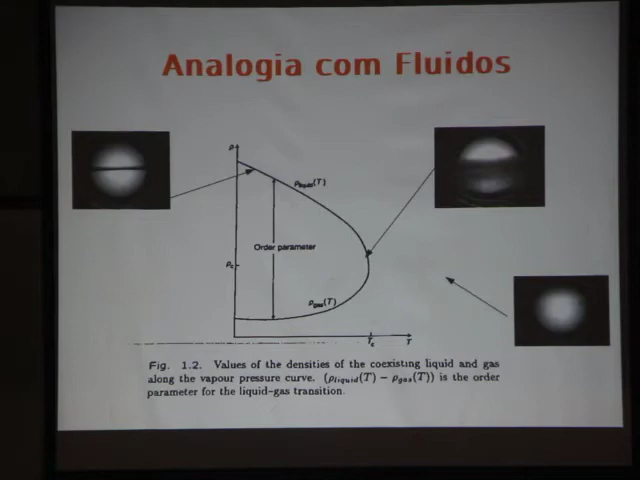 Analogia com Fluidos
ρ
ρliquid(T)
Order parameter
ρc
ρgas(T)
Tc
T
Fig. 1.2. Values of the densities of the coexisting liquid and gas
along the vapour pressure curve. (ρliquid(T) − ρgas(T)) is the order
parameter for the liquid-gas transition.